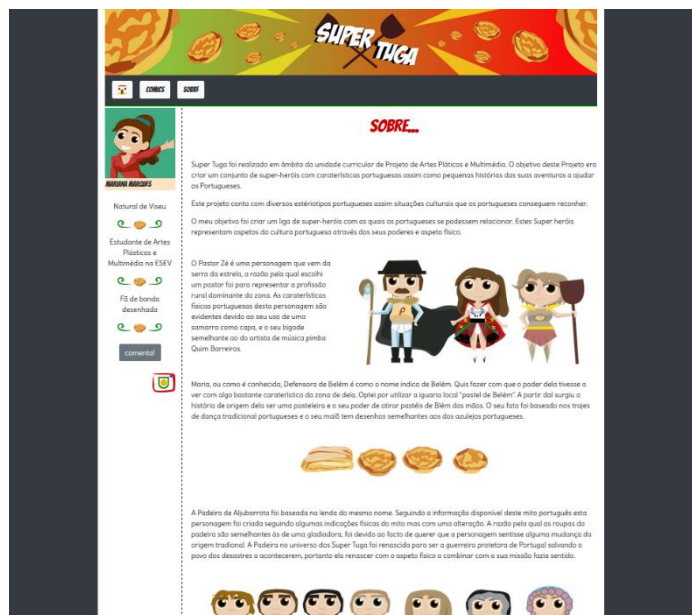 SUPER TUGA
COMICS
SOBRE
MARIANA MARQUES
Natural de Viseu
Estudante de Artes
Plásticas e
Multimédia na ESEV
Fã de banda
desenhada
comenta!
SOBRE...
Super Tuga foi realizado em âmbito da unidade curricular de Projeto de Artes Pláticas e Multimédia. O objetivo deste Projeto era
criar um conjunto de super-heróis com caraterísticas portuguesas assim como pequenas histórias das suas aventuras a ajudar
os Portugueses.
Este projeto conta com diversos estériotipos portugueses assim situações culturais que os portugueses conseguem reconher.
O meu objetivo foi criar um liga de super-heróis com os quais os portugueses se podessem relacionar. Estes Super heróis
representam aspetos da cultura portuguesa através dos seus poderes e aspeto físico.
O Pastor Zé é uma personagem que vem da
serra da estrela, a razão pela qual escolhi
um pastor foi para representar a profissão
rural dominante da zona. As caraterísticas
físicas portuguesas desta personagem são
evidentes devido ao seu uso de uma
samarra como capa, e o seu bigode
semelhante ao do artista de música pimba
Quim Barreiros.
P
Maria, ou como é conhecida, Defensora de Belém é como o nome indica de Belém. Quis fazer com que o poder dela tivesse a
ver com algo bastante caraterístico da zona dela. Optei por utilizar a iguaria local "pastel de Belém". A partir daí surgiu a
história de origem dela ser uma pasteleira e o seu poder de atirar pastéis de Blém das mãos. O seu fato foi baseado nos trajes
de dança tradicional portugueses e o seu maiô tem desenhos semelhantes aos dos azulejos portugueses.
A Padeira de Aljubarrota foi baseada na lenda do mesmo nome. Seguindo a informação disponível deste mito português esta
personagem foi criada seguindo algumas indicações físicas do mito mas com uma alteração. A razão pela qual as roupas da
padeira são semelhantes às de uma gladiadora, foi devido ao facto de querer que a personagem sentisse alguma mudança da
origem tradional. A Padeira no universo dos Super Tuga foi renascida para ser a guerreira protetora de Portugal salvando o
povo dos desastres a acontecerem, portanto ela renascer com o aspeto físico a combinar com a sua missão fazia sentido.